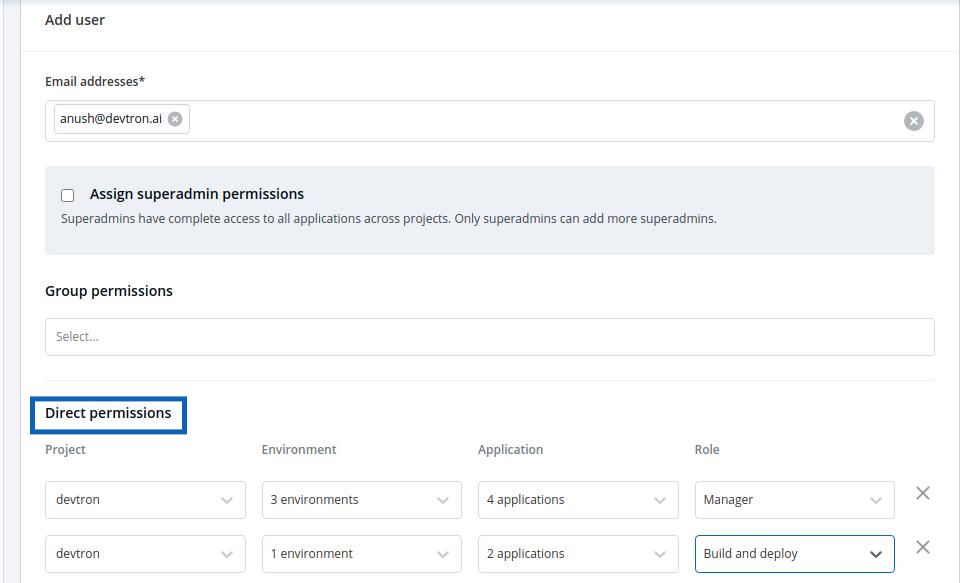 Add user
Email addresses*
anush@devtron.ai
Assign superadmin permissions
Superadmins have complete access to all applications across projects. Only superadmins can add more superadmins.
Group permissions
Select...
Direct permissions
Project Environment Application Role
devtron 3 environments 4 applications Manager
devtron 1 environment 2 applications Build and deploy